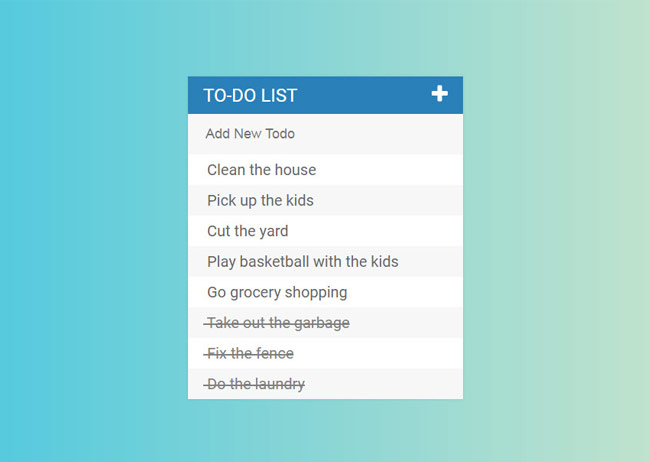 TO-DO LIST
Add New Todo
Clean the house
Pick up the kids
Cut the yard
Play basketball with the kids
Go grocery shopping
Take out the garbage
Fix the fence
Do the laundry